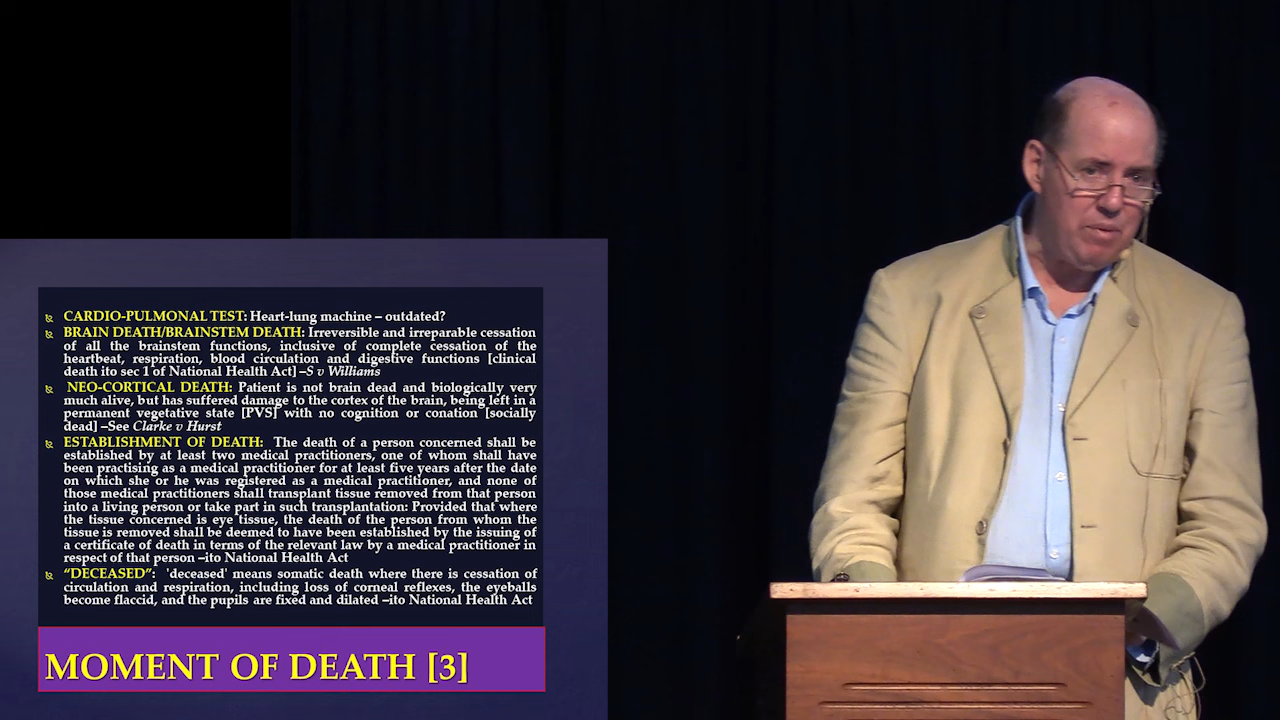 CARDIO-PULMONAL TEST: Heart-lung machine – outdated?
BRAIN DEATH/BRAINSTEM DEATH: Irreversible and irreparable cessation
of all the brainstem functions, inclusive of complete cessation of the
heartbeat, respiration, blood circulation and digestive functions [clinical
death ito sec 1 of National Health Act] –S v Williams
NEO-CORTICAL DEATH: Patient is not brain dead and biologically very
much alive, but has suffered damage to the cortex of the brain, being left in a
permanent vegetative state [PVS] with no cognition or conation [socially
dead] –See Clarke v Hurst
ESTABLISHMENT OF DEATH: The death of a person concerned shall be
established by at least two medical practitioners, one of whom shall have
been practising as a medical practitioner for at least five years after the date
on which she or he was registered as a medical practitioner, and none of
those medical practitioners shall transplant tissue removed from that person
into a living person or take part in such transplantation: Provided that where
the tissue concerned is eye tissue, the death of the person from whom the
tissue is removed shall be deemed to have been established by the issuing of
a certificate of death in terms of the relevant law by a medical practitioner in
respect of that person –ito National Health Act
“DECEASED”: 'deceased' means somatic death where there is cessation of
circulation and respiration, including loss of corneal reflexes, the eyeballs
become flaccid, and the pupils are fixed and dilated –ito National Health Act
MOMENT OF DEATH [3]